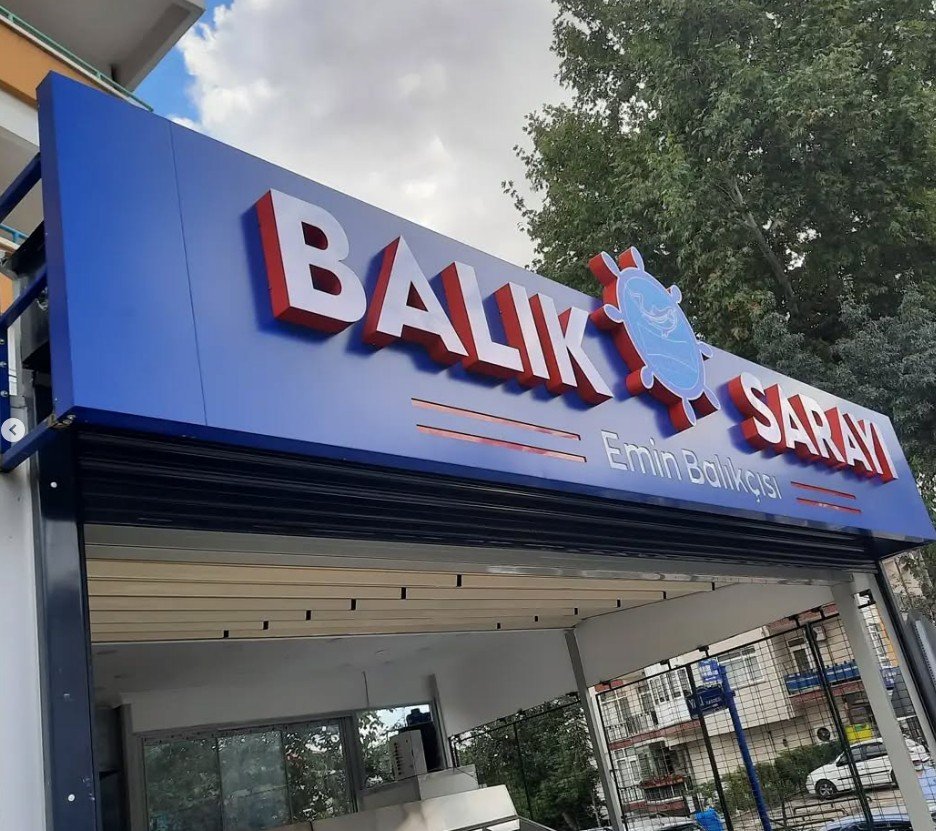 BALIK SARAYI
Emin Balıkçısı